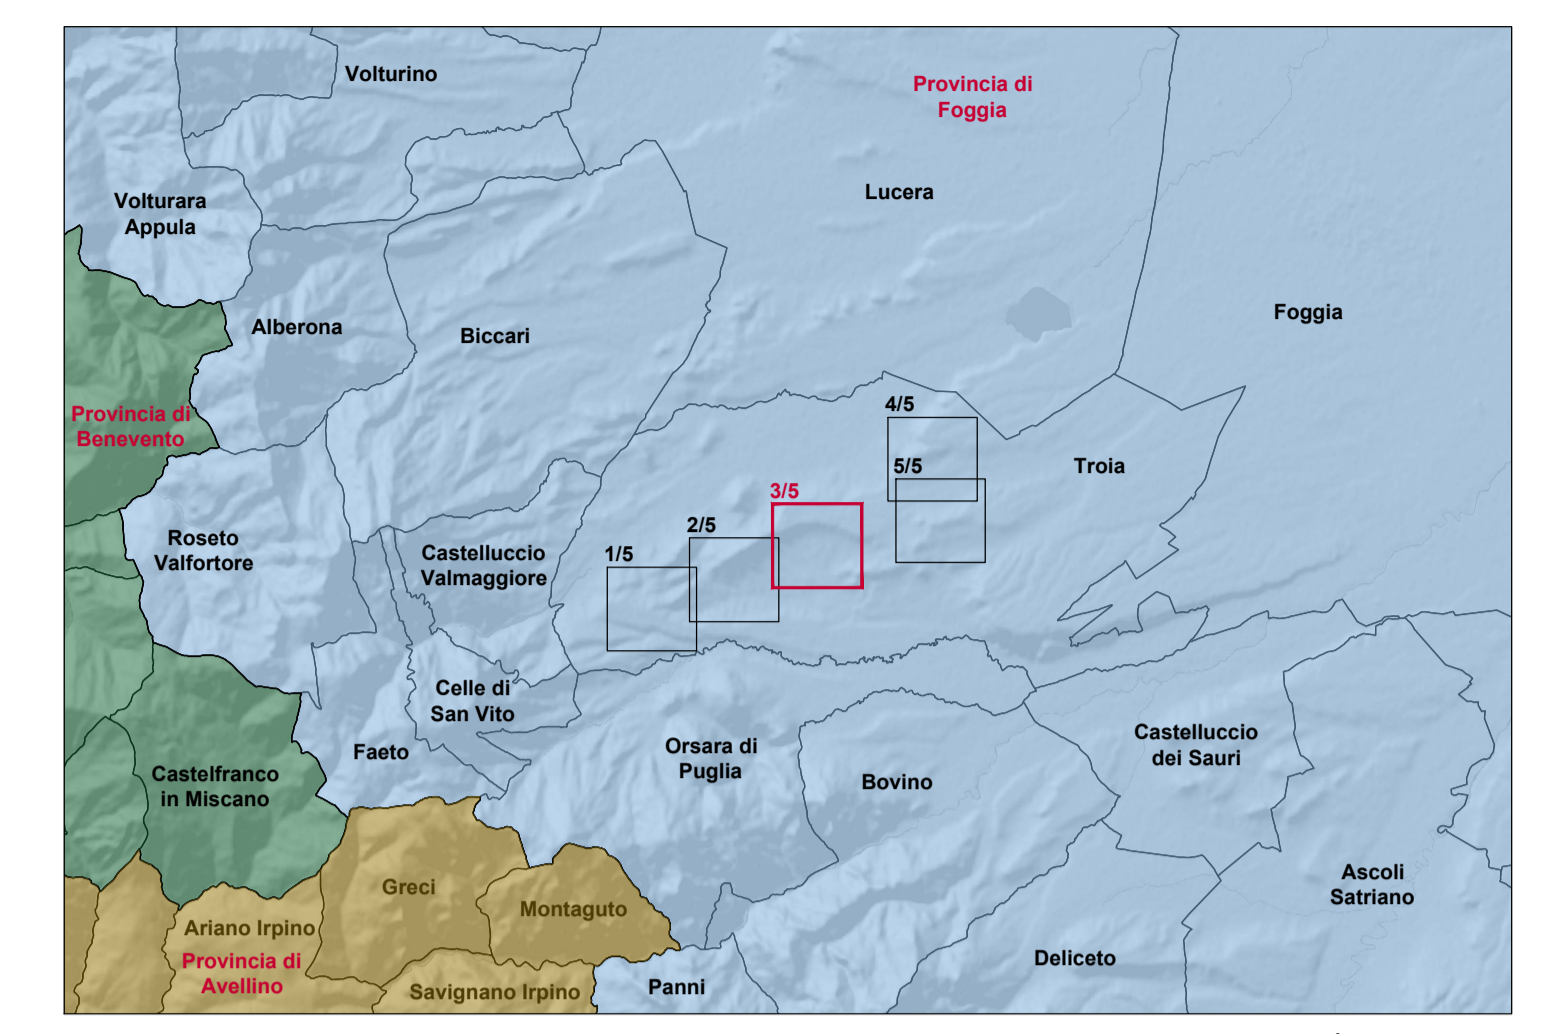 Volturino
Provincia di
Foggia
Lucera
Volturara
Appula
Foggia
Alberona
Biccari
Provincia di
Benevento
4/5
5/5
Troia
3/5
2/5
1/5
Roseto
Valfortore
Castelluccio
Valmaggiore
Celle di
San Vito
Faeto
Orsara di
Puglia
Bovino
Castelluccio
dei Sauri
Castelfranco
in Miscano
Greci
Montaguto
Ascoli
Satriano
Ariano Irpino
Provincia di
Avellino
Savignano Irpino
Panni
Deliceto